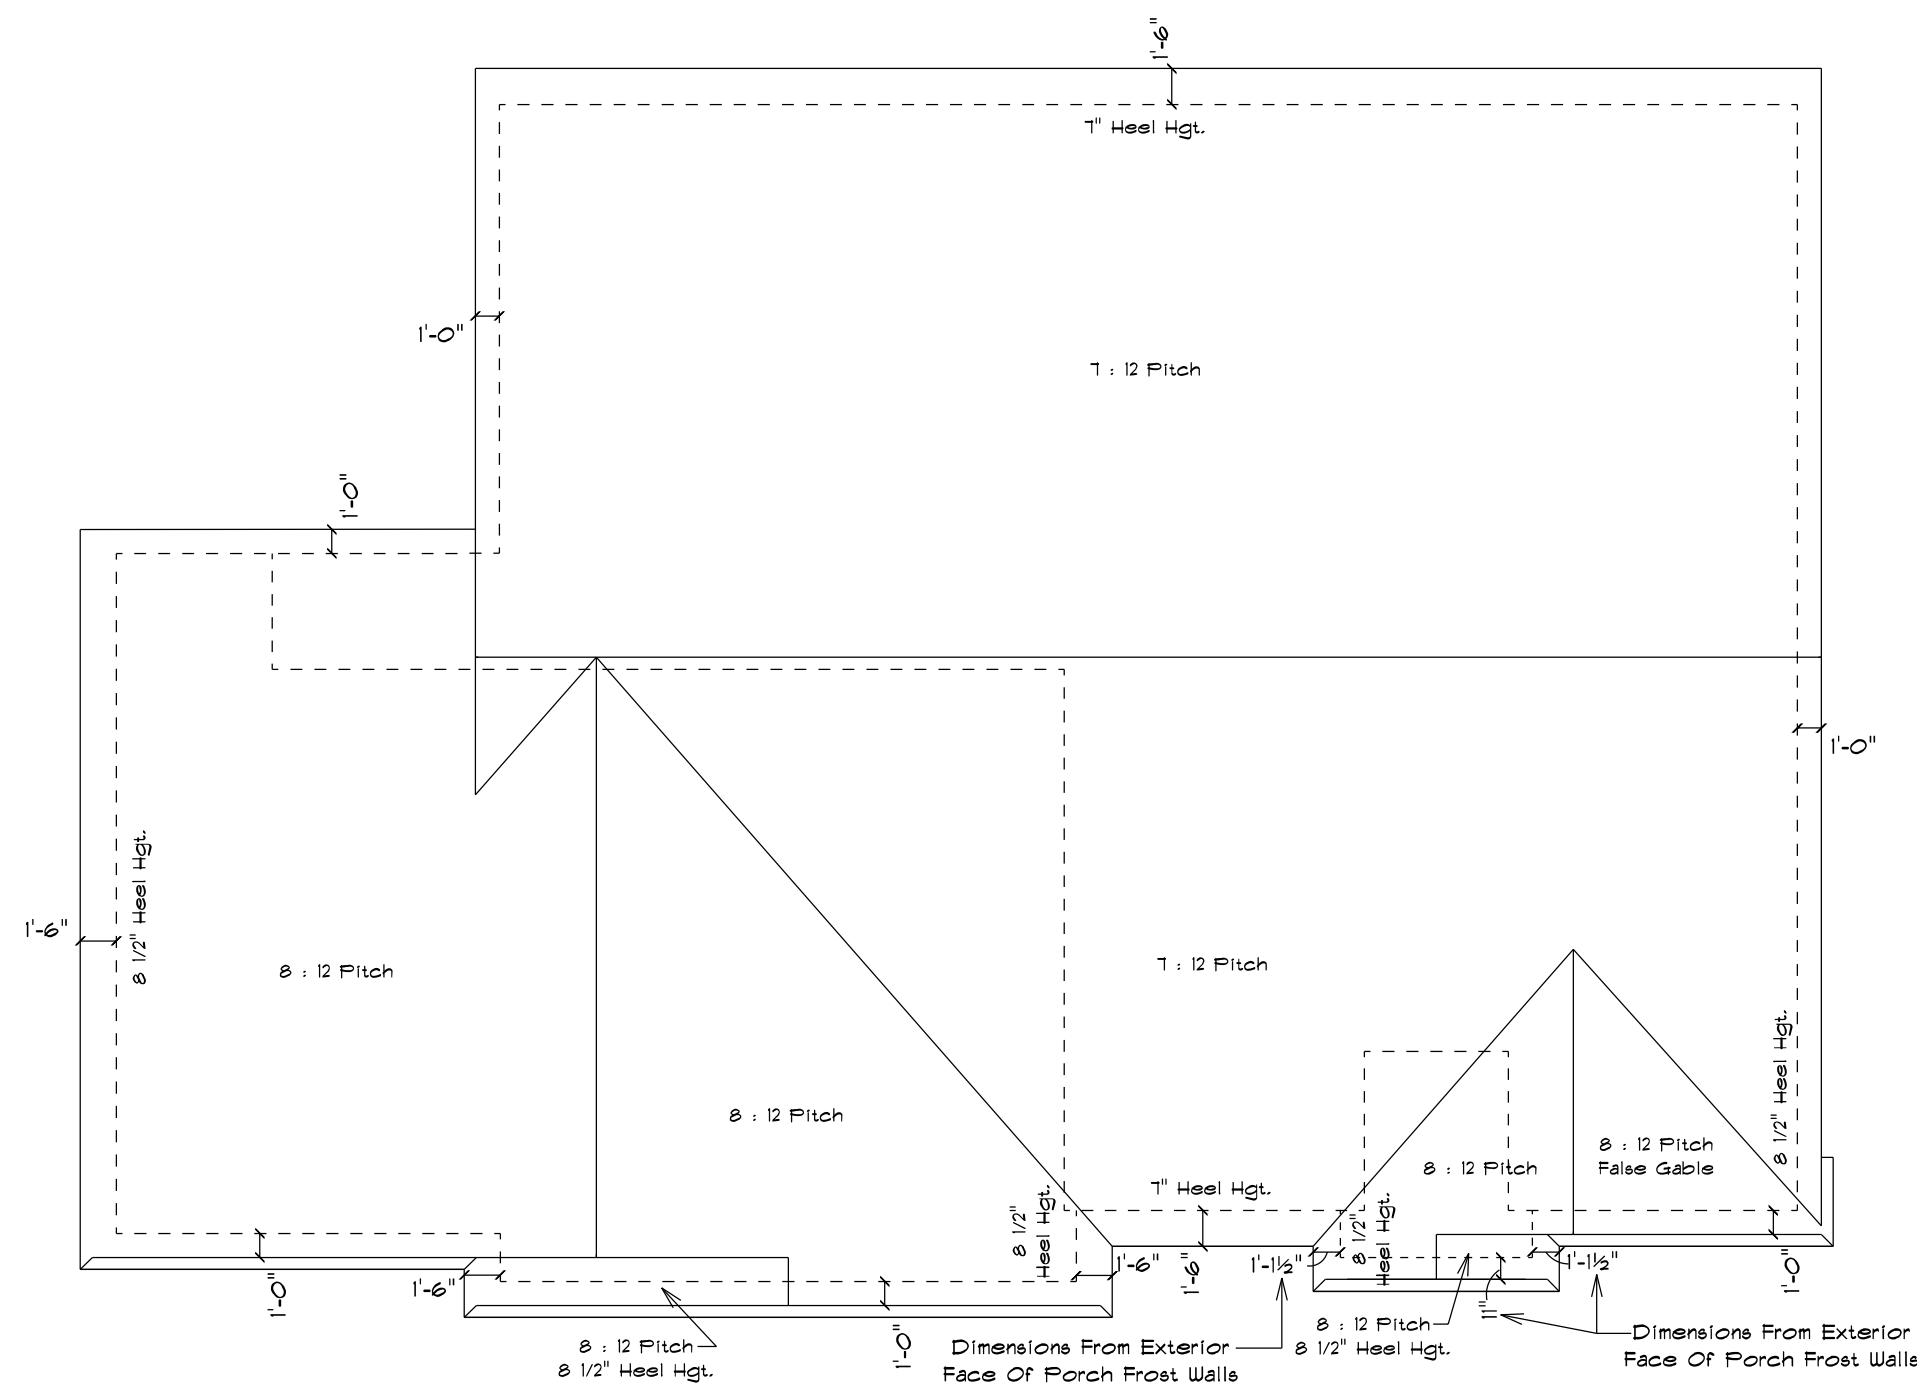 1'-6"
7" Heel Hgt.
1'-0"
7 : 12 Pitch
1'-0"
1'-0"
8 1/2" Heel Hgt.
1'-6"
8 : 12 Pitch
7 : 12 Pitch
8 1/2" Heel Hgt.
8 : 12 Pitch
8 : 12 Pitch
8 : 12 Pitch
False Gable
7" Heel Hgt.
8 1/2"
Heel Hgt.
8 1/2"
Heel Hgt.
1'-0"
1'-6"
1'-6"
1'-6"
1'-1½"
1'-1½"
1'-0"
11"
1'-0"
8 : 12 Pitch
8 1/2" Heel Hgt.
Dimensions From Exterior
Face Of Porch Frost Walls
8 : 12 Pitch
8 1/2" Heel Hgt.
Dimensions From Exterior
Face Of Porch Frost Walls